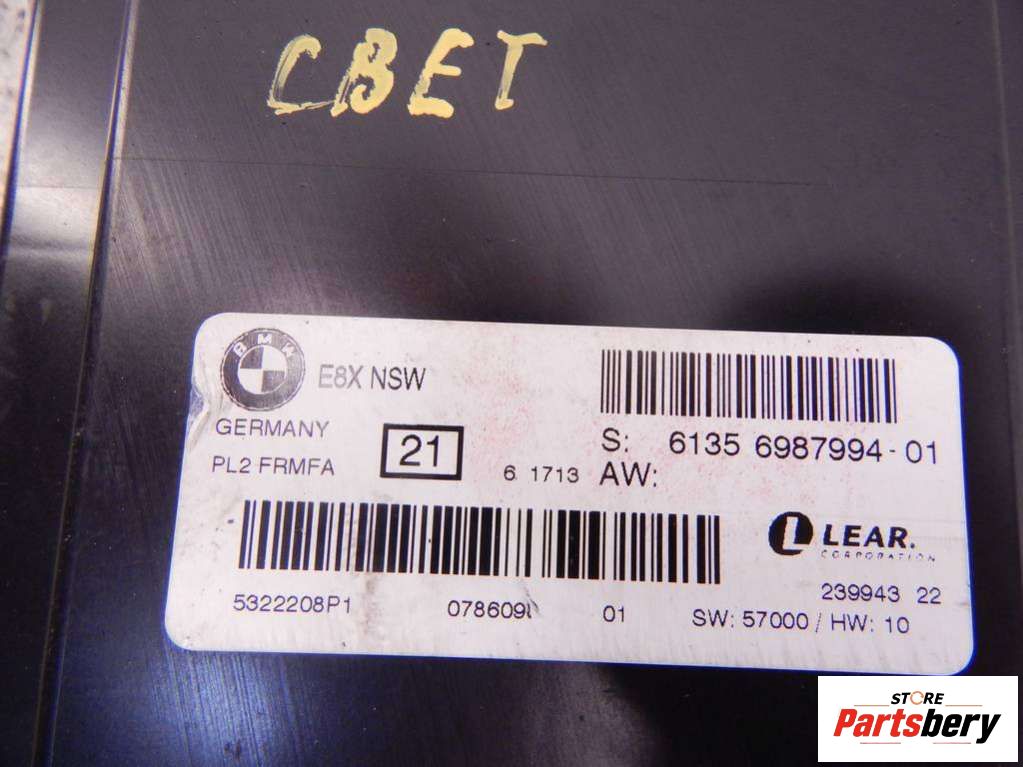 СВЕТ
BMW
E8X NSW
GERMANY
PL2 FRMFA
21
6 1713
S: 6135 6987994-01
AW:
LEAR.
CORPORATION
239943 22
5322208P1
01
SW: 57000 / HW: 10
STORE
Partsbery